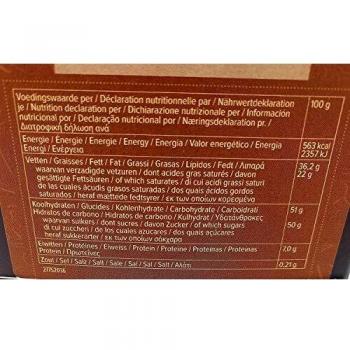 Voedingswaarde per / Déclaration nutritionnelle par / Nährwertdeklaration
je / Nutrition declaration per / Dichiarazione nutrizionale per / Información
nutricional por / Declaração nutricional por / Næringsdeklaration pr. /
Διατροφική δήλωση ανά
100 g
Energie / Energie / Energie / Energy / Energia / Valor energético / Energia
Energi / Ενέργεια
563 kcal
2357 kJ
Vetten / Graisses / Fett / Fat / Grassi / Grasas / Lípidos / Fedt / Λιπαρά
36,2 g
waarvan verzadigde vetzuren / dont acides gras saturés / davon
22 g
gesättigte Fettsäuren / of which saturates / di cui acidi grassi saturi
de las cuales ácidos grasos saturadas / dos quais ácidos gordos
saturados / heraf mættede fedtsyrer / εκ των οποίων κορεσμένα
Koolhydraten / Glucides / Kohlenhydrate / Carbohydrate / Carboidrati
51 g
Hidratos de carbono / Hidratos de carbono / Kulhydrat / Υδατάνθρακες
waarvan suikers / dont sucres / davon Zucker / of which sugars
50 g
di cui zuccheri / de los cuales azúcares / dos quais açúcares
heraf sukkerarter / εκ των οποίων σάκχαρα
Eiwitten / Protéines / Eiweiss / Protein / Proteine / Proteínas / Proteínas
7,0 g
Protein / Πρωτεΐνες
Zout / Sel / Salz / Salt / Sale / Sal / Sal / Salt / Αλάτι
0,21 g
27152016